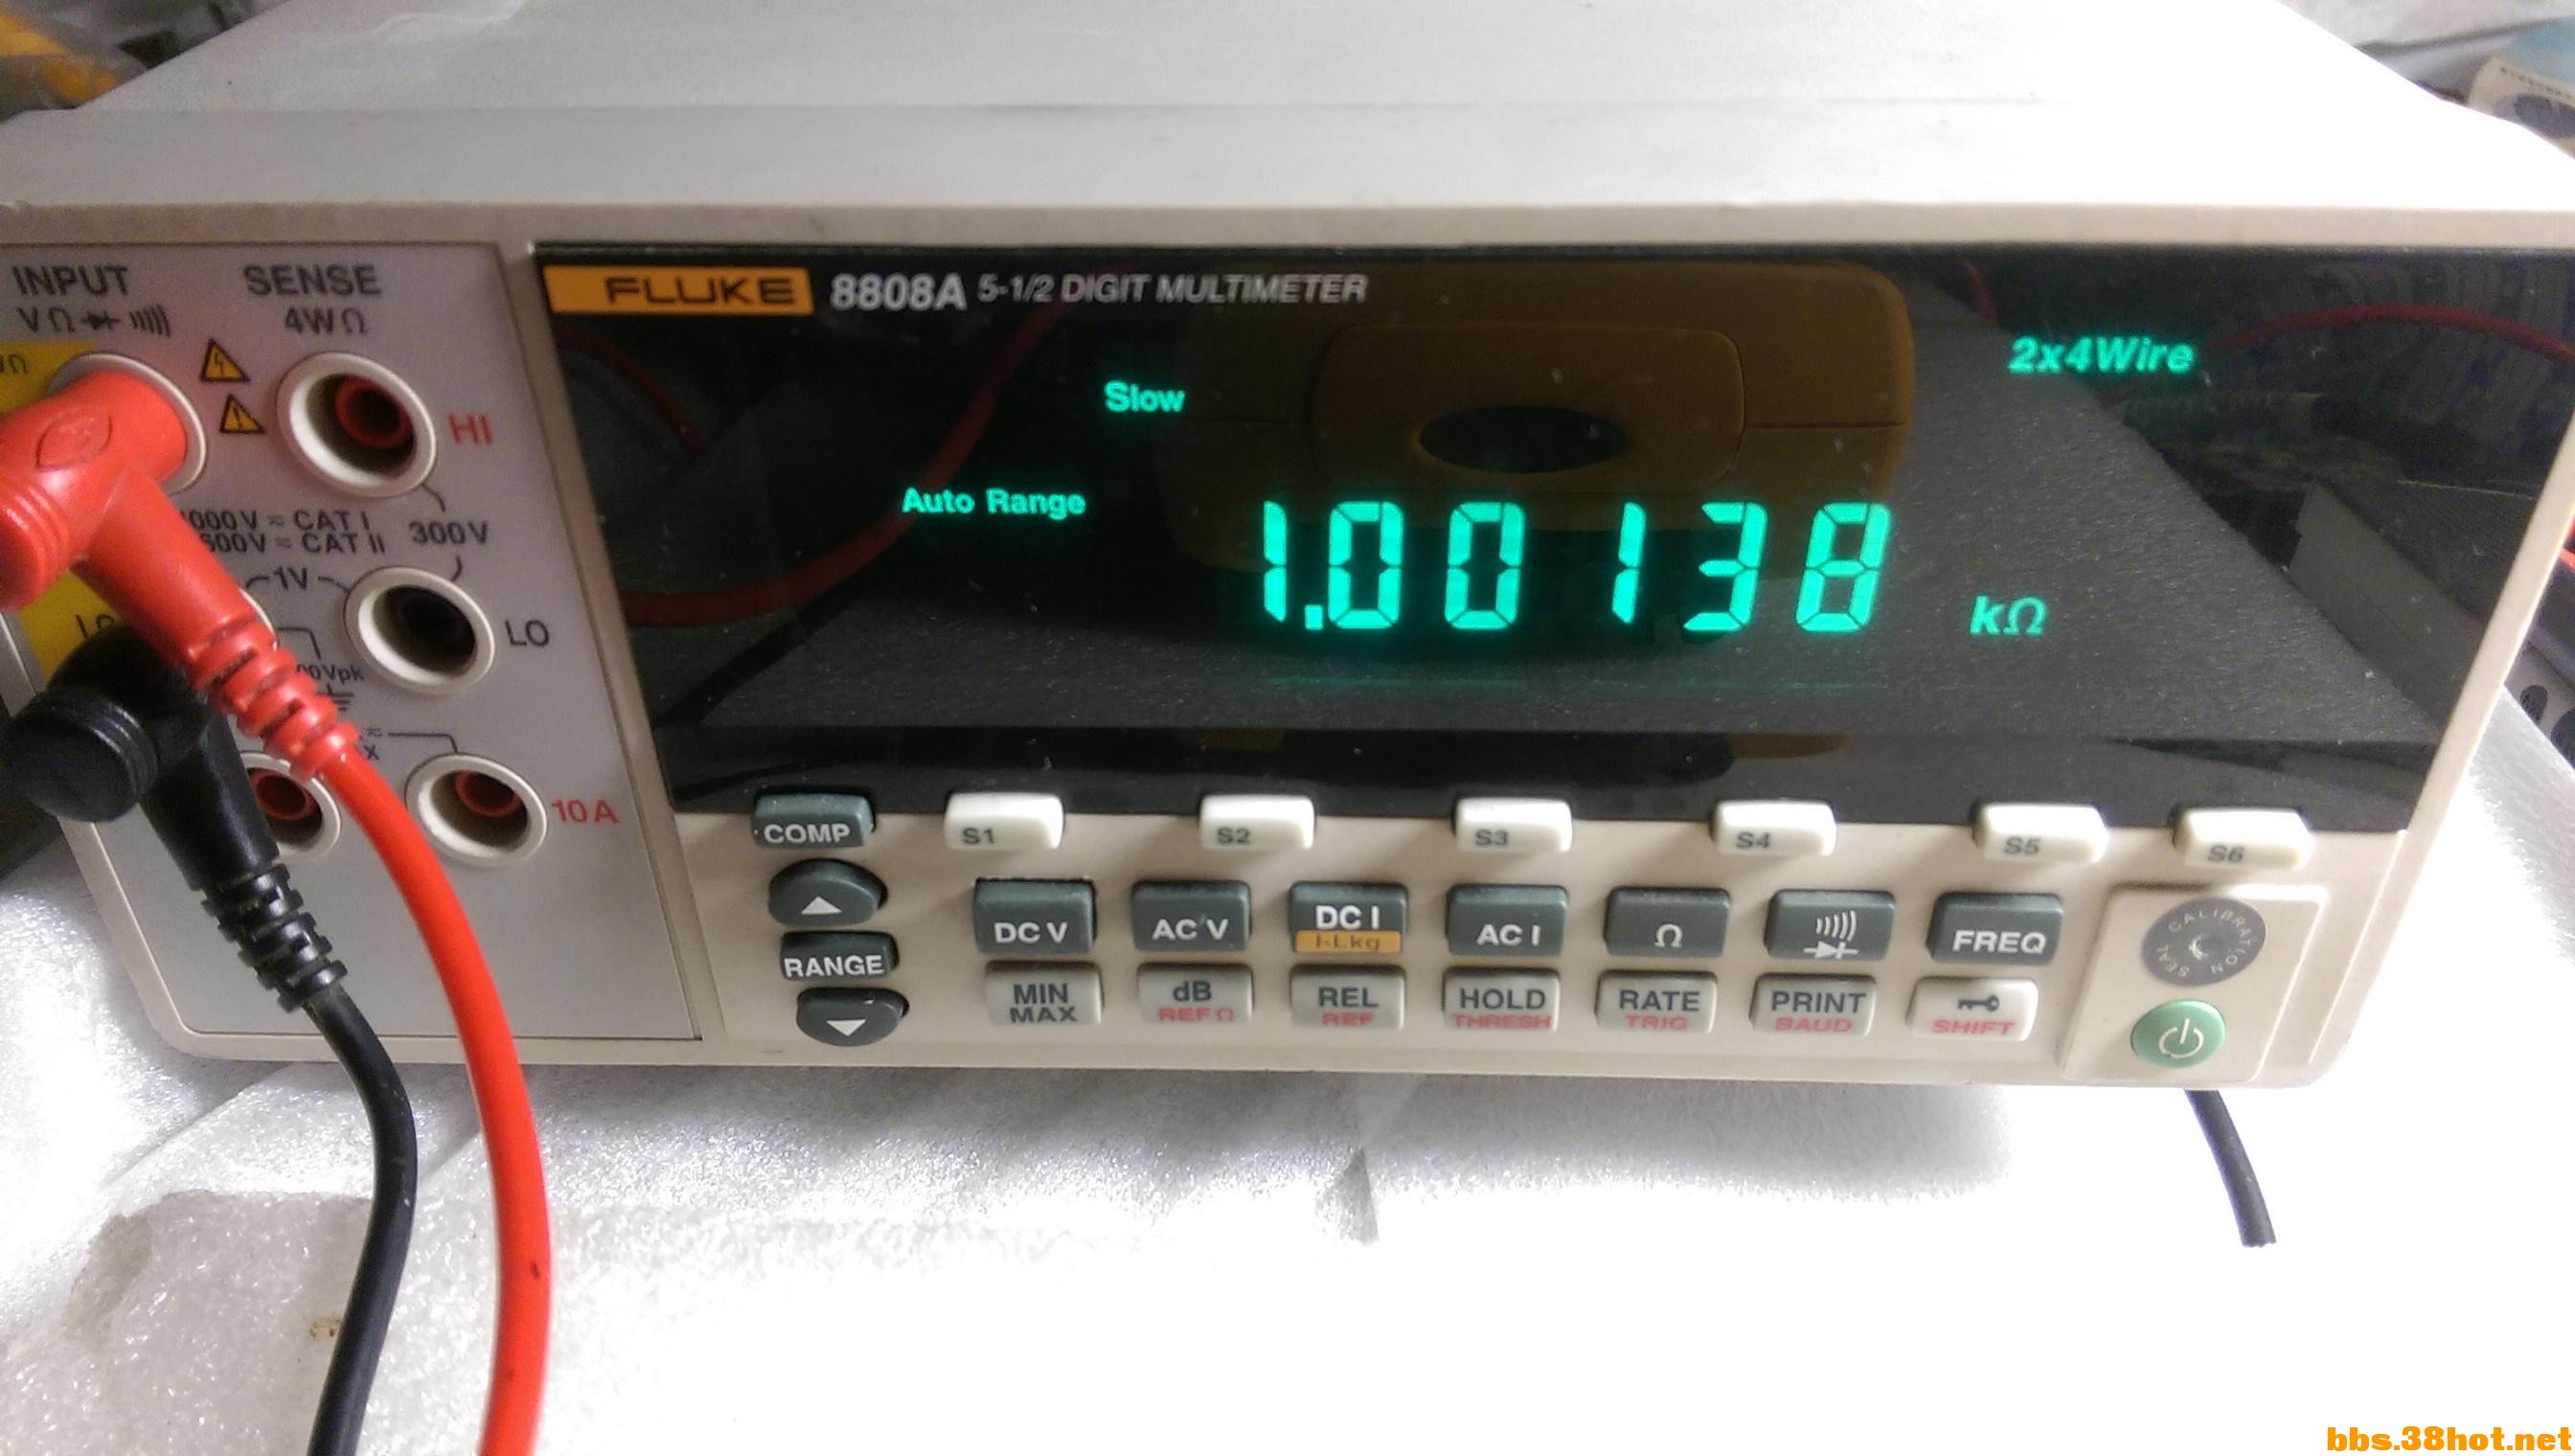 INPUT
VΩ
SENSE
4WΩ
HI
1000V ≂ CAT I
600V ≂ CAT II
300V
1V
LO
10A
FLUKE 8808A 5-1/2 DIGIT MULTIMETER
2x4Wire
Slow
Auto Range
1.00138 kΩ
COMP S1 S2 S3 S4 S5 S6
DC V AC V DC I AC I Ω FREQ
I-Lkg
RANGE
MIN MAX dB REL HOLD RATE PRINT
REFΩ REF THRESH TRIG BAUD SHIFT
CALIBRATION SEAL
bbs.38hot.net